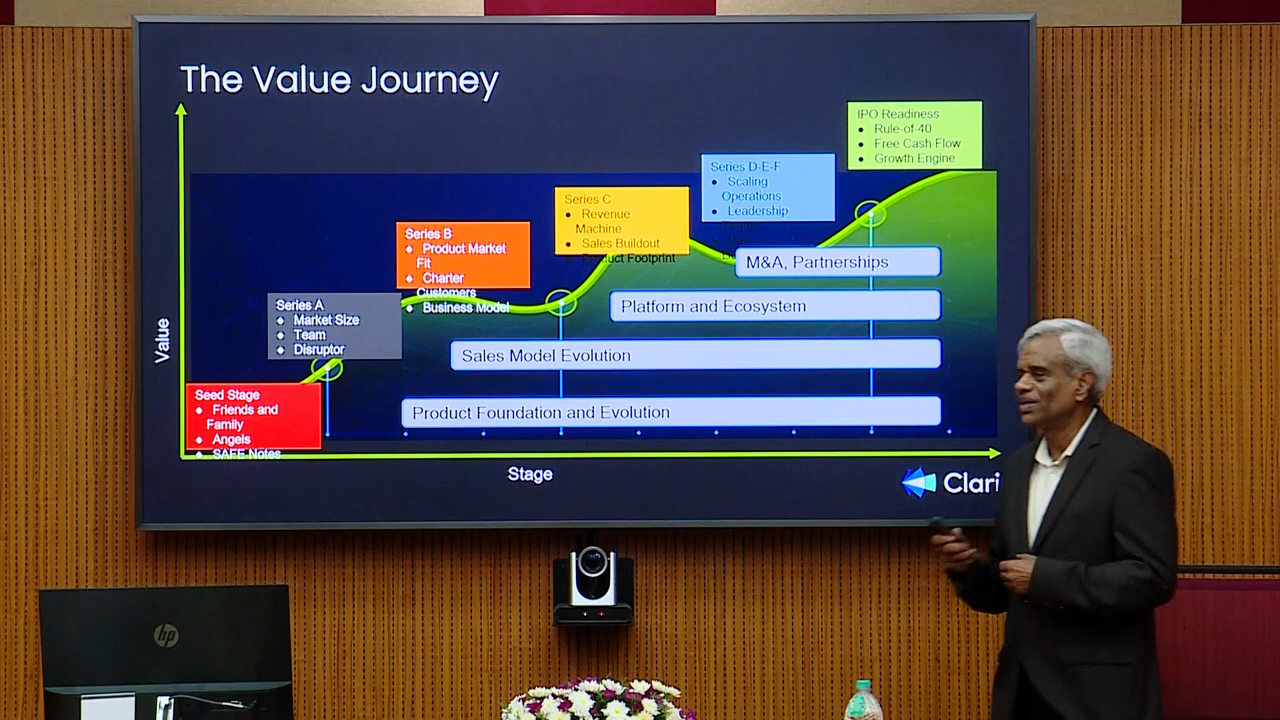 The Value Journey
IPO Readiness
Rule-of-40
Free Cash Flow
Growth Engine
Series D-E-F
Scaling
Operations
Leadership
Series C
Revenue
Machine
Sales Buildout
Product Footprint
Series B
Product Market
Fit
Charter
Customers
Business Model
Series A
Market Size
Team
Disruptor
Seed Stage
Friends and
Family
Angels
SAFE Notes
M&A, Partnerships
Platform and Ecosystem
Sales Model Evolution
Product Foundation and Evolution
Value
Stage
Clari
hp